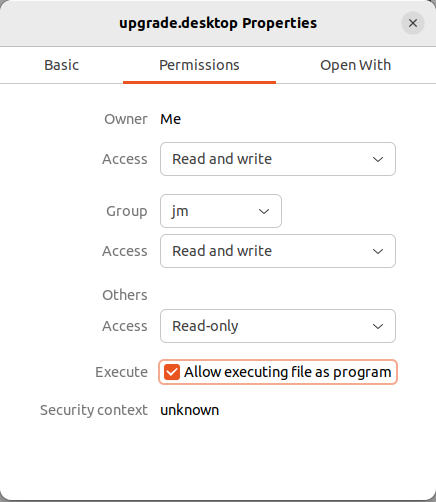 upgrade.desktop Properties
Basic Permissions Open With
Owner Me
Access Read and write
Group jm
Access Read and write
Others
Access Read-only
Execute Allow executing file as program
Security context unknown